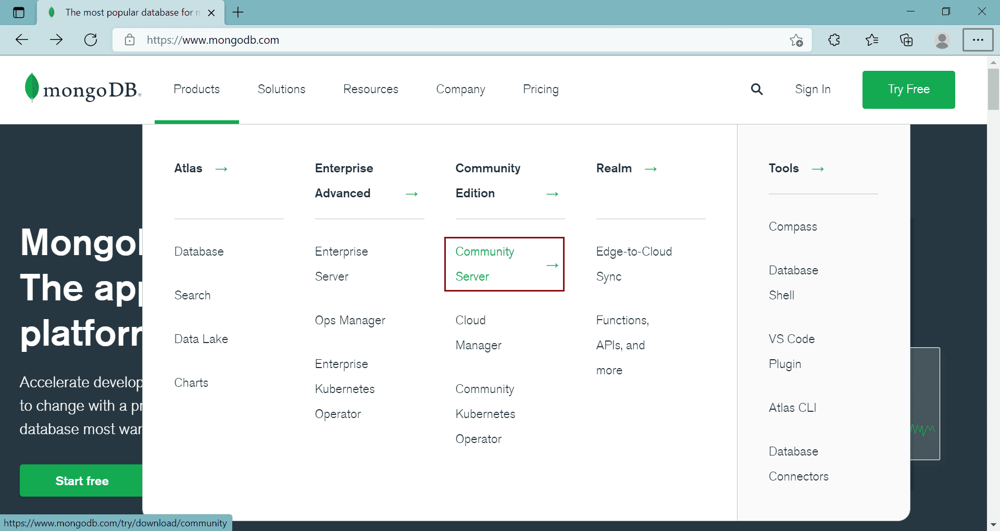 The most popular database for n
https://www.mongodb.com
mongoDB®
Products
Solutions
Resources
Company
Pricing
Sign In
Try Free
Atlas →
Database
Search
Data Lake
Charts
Enterprise
Advanced →
Enterprise
Server
Ops Manager
Enterprise
Kubernetes
Operator
Community
Edition →
Community
Server →
Cloud
Manager
Community
Kubernetes
Operator
Realm →
Edge-to-Cloud
Sync
Functions,
APIs, and
more
Tools →
Compass
Database
Shell
VS Code
Plugin
Atlas CLI
Database
Connectors
Mongo
The app
platform
Accelerate develop
to change with a pr
database most wan
Start free
https://www.mongodb.com/try/download/community